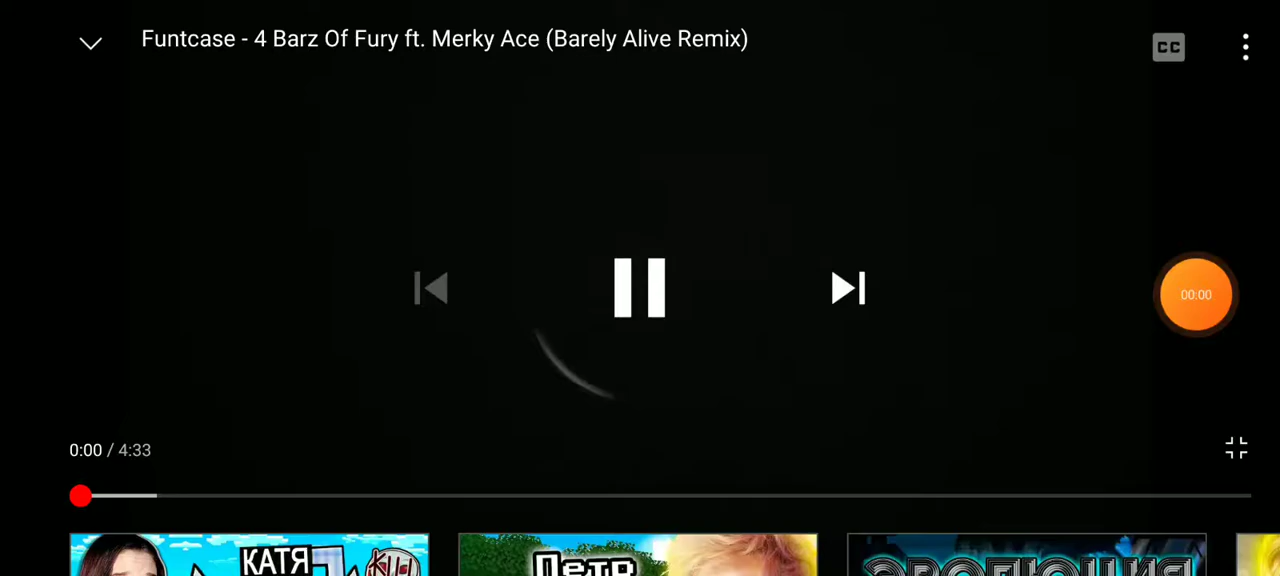 Funtcase - 4 Barz Of Fury ft. Merky Ace (Barely Alive Remix)
CC
00:00
0:00 / 4:33
КАТЯ
Петр
ЭВОЛЮЦИЯ